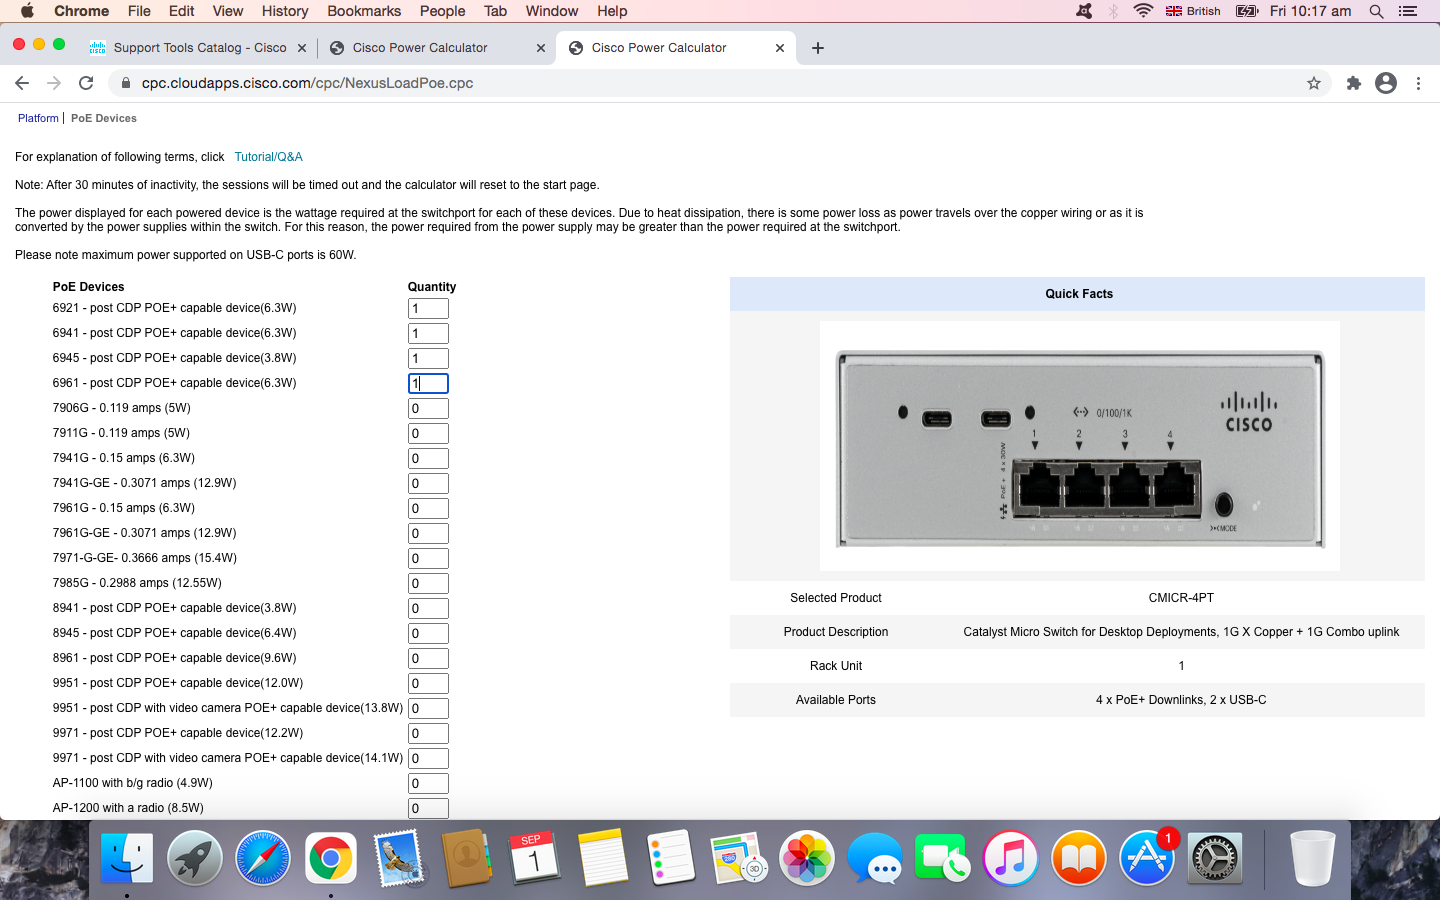 Chrome File Edit View History Bookmarks People Tab Window Help British Fri 10:17 am
Support Tools Catalog - Cisco Cisco Power Calculator Cisco Power Calculator
cpc.cloudapps.cisco.com/cpc/NexusLoadPoe.cpc
Platform | PoE Devices
For explanation of following terms, click Tutorial/Q&A
Note: After 30 minutes of inactivity, the sessions will be timed out and the calculator will reset to the start page.
The power displayed for each powered device is the wattage required at the switchport for each of these devices. Due to heat dissipation, there is some power loss as power travels over the copper wiring or as it is
converted by the power supplies within the switch. For this reason, the power required from the power supply may be greater than the power required at the switchport.
Please note maximum power supported on USB-C ports is 60W.
PoE Devices Quantity
6921 - post CDP POE+ capable device(6.3W) 1
6941 - post CDP POE+ capable device(6.3W) 1
6945 - post CDP POE+ capable device(3.8W) 1
6961 - post CDP POE+ capable device(6.3W) 1
7906G - 0.119 amps (5W) 0
7911G - 0.119 amps (5W) 0
7941G - 0.15 amps (6.3W) 0
7941G-GE - 0.3071 amps (12.9W) 0
7961G - 0.15 amps (6.3W) 0
7961G-GE - 0.3071 amps (12.9W) 0
7971-G-GE- 0.3666 amps (15.4W) 0
7985G - 0.2988 amps (12.55W) 0
8941 - post CDP POE+ capable device(3.8W) 0
8945 - post CDP POE+ capable device(6.4W) 0
8961 - post CDP POE+ capable device(9.6W) 0
9951 - post CDP POE+ capable device(12.0W) 0
9951 - post CDP with video camera POE+ capable device(13.8W) 0
9971 - post CDP POE+ capable device(12.2W) 0
9971 - post CDP with video camera POE+ capable device(14.1W) 0
AP-1100 with b/g radio (4.9W) 0
AP-1200 with a radio (8.5W) 0
Quick Facts
0/100/1K
CISCO
1 2 3 4
PoE + 4 x 30W
MODE
Selected Product CMICR-4PT
Product Description Catalyst Micro Switch for Desktop Deployments, 1G X Copper + 1G Combo uplink
Rack Unit 1
Available Ports 4 x PoE+ Downlinks, 2 x USB-C
SEP
1
280
3D
1